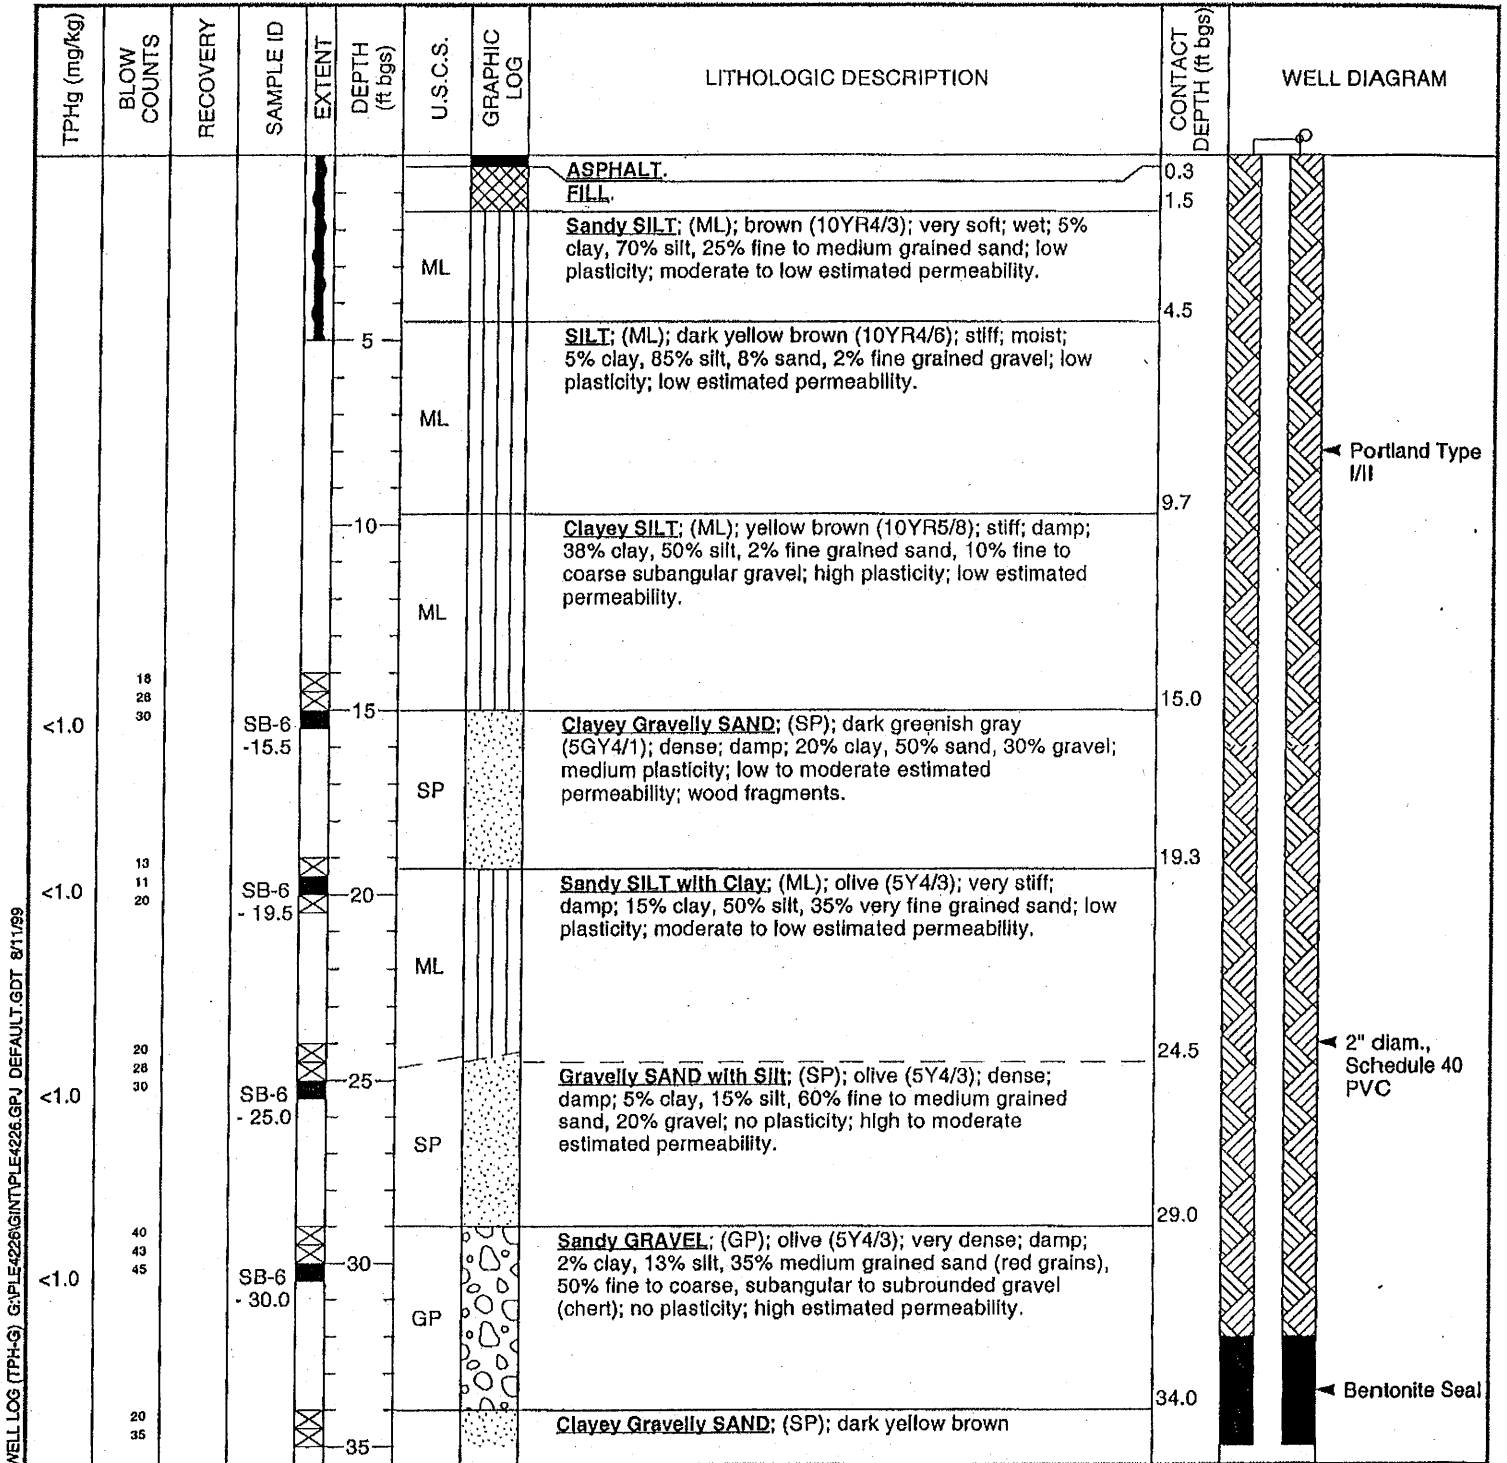 TPHg (mg/kg)
BLOW
COUNTS
RECOVERY
SAMPLE ID
EXTENT
DEPTH
(ft bgs)
U.S.C.S.
GRAPHIC
LOG
LITHOLOGIC DESCRIPTION
CONTACT
DEPTH (ft bgs)
WELL DIAGRAM
ASPHALT.
0.3
FILL.
1.5
Sandy SILT; (ML); brown (10YR4/3); very soft; wet; 5%
clay, 70% silt, 25% fine to medium grained sand; low
plasticity; moderate to low estimated permeability.
ML
4.5
5
SILT; (ML); dark yellow brown (10YR4/6); stiff; moist;
5% clay, 85% silt, 8% sand, 2% fine grained gravel; low
plasticity; low estimated permeability.
ML
Portland Type
I/II
9.7
10
Clayey SILT; (ML); yellow brown (10YR5/8); stiff; damp;
38% clay, 50% silt, 2% fine grained sand, 10% fine to
coarse subangular gravel; high plasticity; low estimated
permeability.
ML
18
28
30
15.0
<1.0
SB-6
-15.5
15
Clayey Gravelly SAND; (SP); dark greenish gray
(5GY4/1); dense; damp; 20% clay, 50% sand, 30% gravel;
medium plasticity; low to moderate estimated
permeability; wood fragments.
SP
13
11
20
19.3
<1.0
SB-6
- 19.5
20
Sandy SILT with Clay; (ML); olive (5Y4/3); very stiff;
damp; 15% clay, 50% silt, 35% very fine grained sand; low
plasticity; moderate to low estimated permeability.
ML
20
28
30
24.5
2" diam.,
Schedule 40
PVC
<1.0
SB-6
- 25.0
25
Gravelly SAND with Silt; (SP); olive (5Y4/3); dense;
damp; 5% clay, 15% silt, 60% fine to medium grained
sand, 20% gravel; no plasticity; high to moderate
estimated permeability.
SP
29.0
40
43
45
<1.0
SB-6
- 30.0
30
Sandy GRAVEL; (GP); olive (5Y4/3); very dense; damp;
2% clay, 13% silt, 35% medium grained sand (red grains),
50% fine to coarse, subangular to subrounded gravel
(chert); no plasticity; high estimated permeability.
GP
34.0
Bentonite Seal
20
35
35
Clayey Gravelly SAND; (SP); dark yellow brown
WELL LOG (TPH-G) G:\PLE4226\GINT\PLE4226.GPJ DEFAULT.GDT 8/11/99